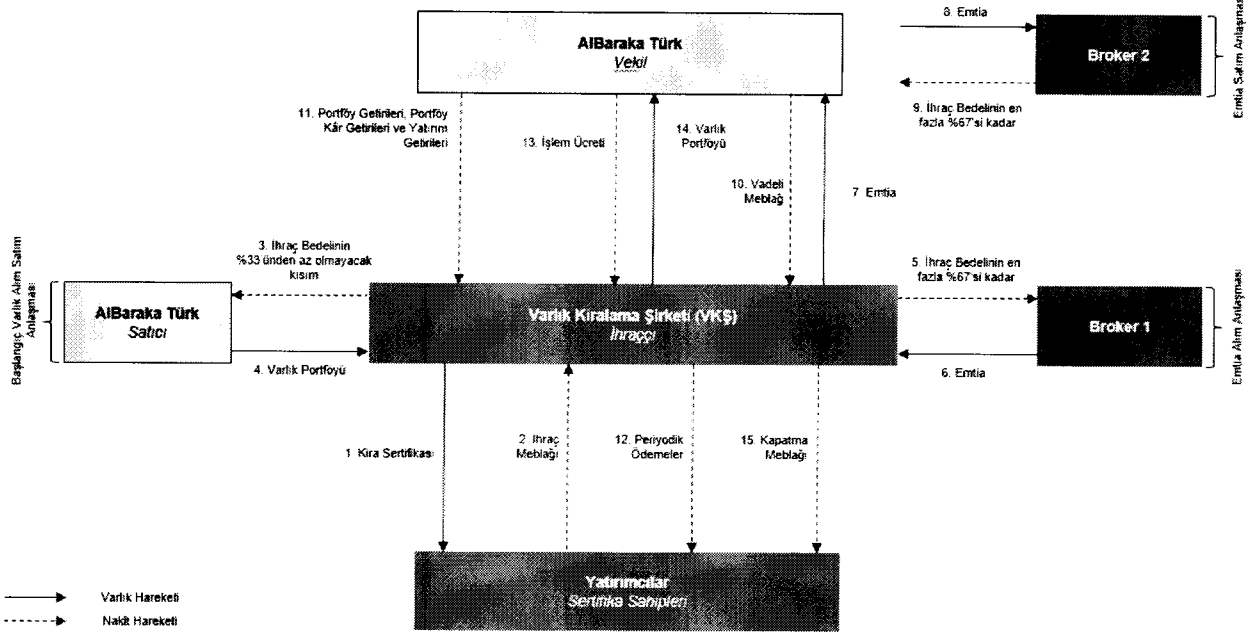 AlBaraka Türk
Vekil
8. Emtia
Broker 2
Emtia Satım Anlaşması
9. İhraç Bedelinin en
fazla %67'si kadar
11. Portföy Getirileri, Portföy
Kâr Getirileri ve Yatırım
Getirileri
13. İşlem Ücreti
14. Varlık
Portföyü
10. Vadeli
Meblağ
7. Emtia
Başlangıç Varlık Alım Satım
Anlaşması
AlBaraka Türk
Satıcı
3. İhraç Bedelinin
%33 ünden az olmayacak
kısım
4. Varlık Portföyü
Varlık Kiralama Şirketi (VKŞ)
İhraççı
5. İhraç Bedelinin en
fazla %67'si kadar
Broker 1
Emtia Alım Anlaşması
6. Emtia
1. Kira Sertifikası
2. İhraç
Meblağı
12. Periyodik
Ödemeler
15. Kapatma
Meblağı
Yatırımcılar
Sertifika Sahipleri
Varlık Hareketi
Nakit Hareketi